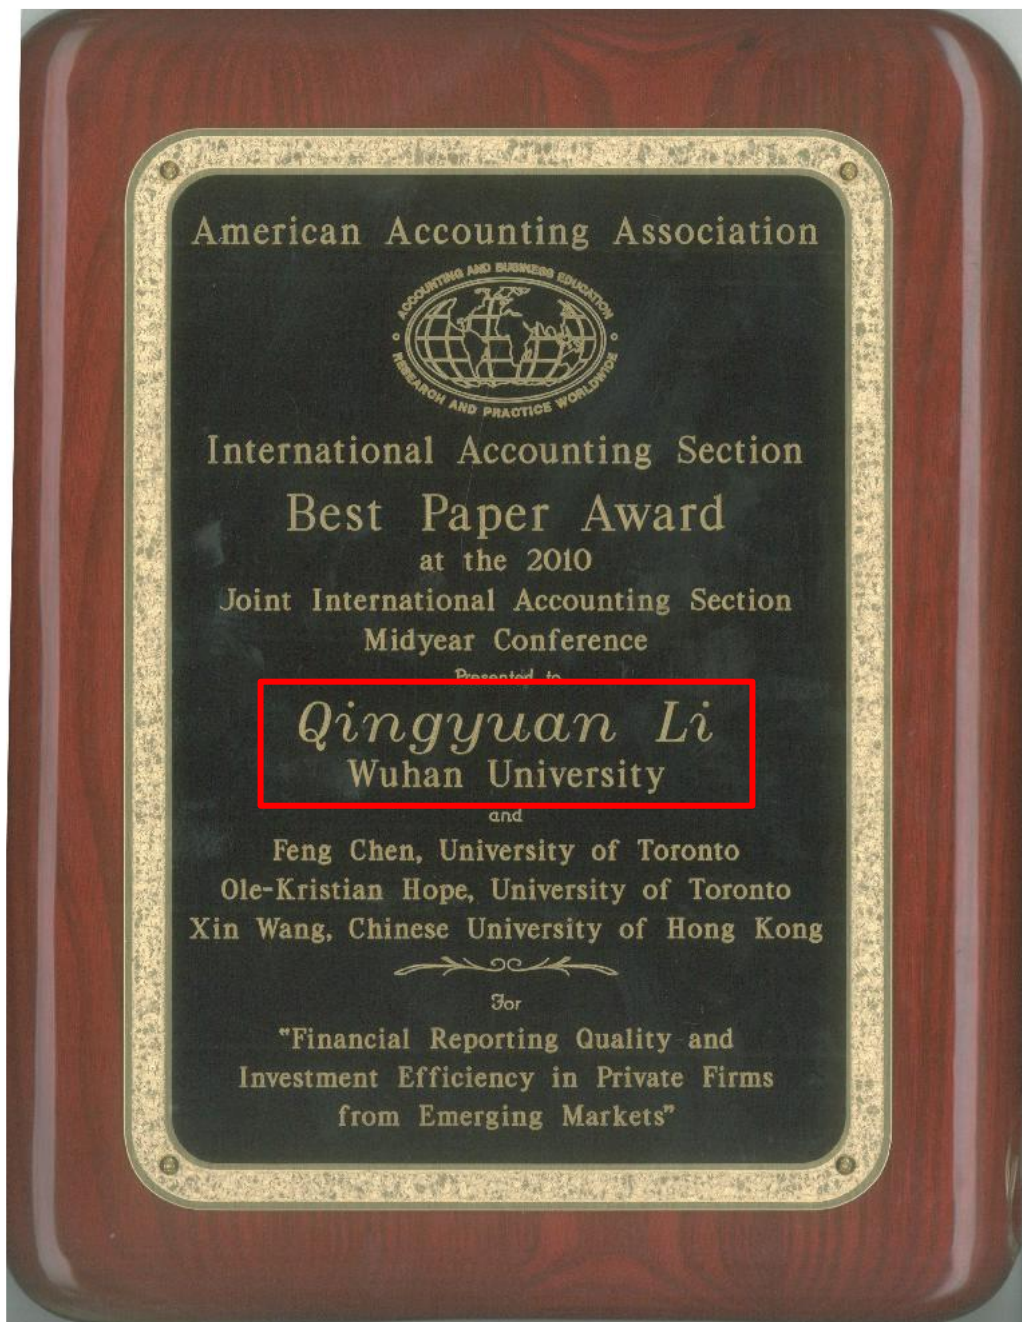 American Accounting Association
ACCOUNTING AND BUSINESS EDUCATION
RESEARCH AND PRACTICE WORLDWIDE
International Accounting Section
Best Paper Award
at the 2010
Joint International Accounting Section
Midyear Conference
Presented to
Qingyuan Li
Wuhan University
and
Feng Chen, University of Toronto
Ole-Kristian Hope, University of Toronto
Xin Wang, Chinese University of Hong Kong
For
"Financial Reporting Quality and
Investment Efficiency in Private Firms
from Emerging Markets"